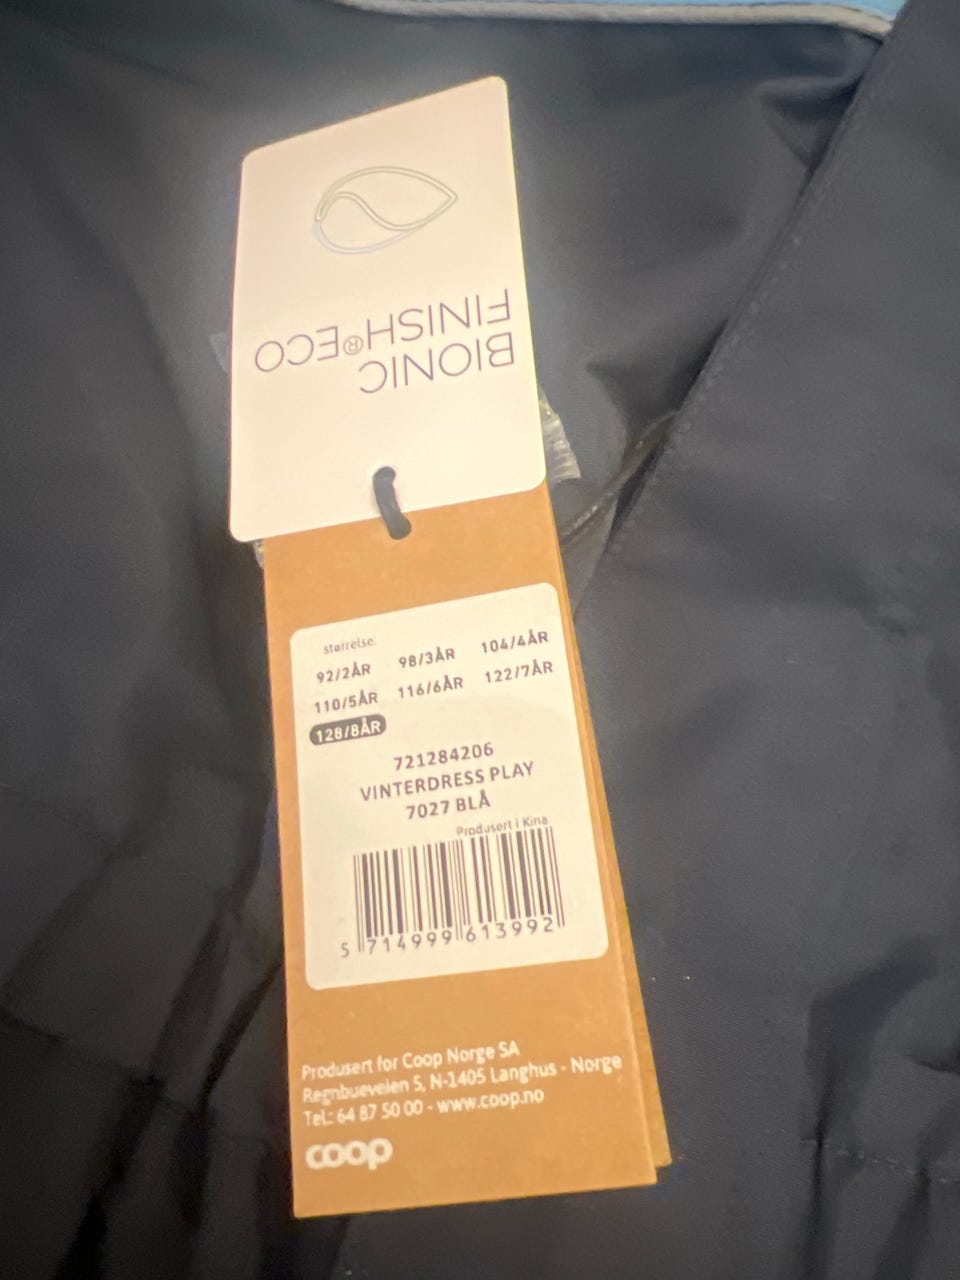 BIONIC
FINISH®ECO
størrelse:
92/2ÅR 98/3ÅR 104/4ÅR
110/5ÅR 116/6ÅR 122/7ÅR
128/8ÅR
721284206
VINTERDRESS PLAY
7027 BLÅ
Produsert i Kina
5 714999 613992
Produsert for Coop Norge SA
Regnbueveien 5, N-1405 Langhus - Norge
Tel.: 64 87 50 00 - www.coop.no
coop